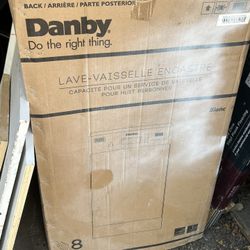 BACK / ARRIÈRE / PARTE POSTERIOR
Danby
Do the right thing.
LAVE-VAISSELLE ENCASTRÉ
CAPACITÉ POUR UN SERVICE DE VAISSELLE
POUR HUIT PERSONNES
8